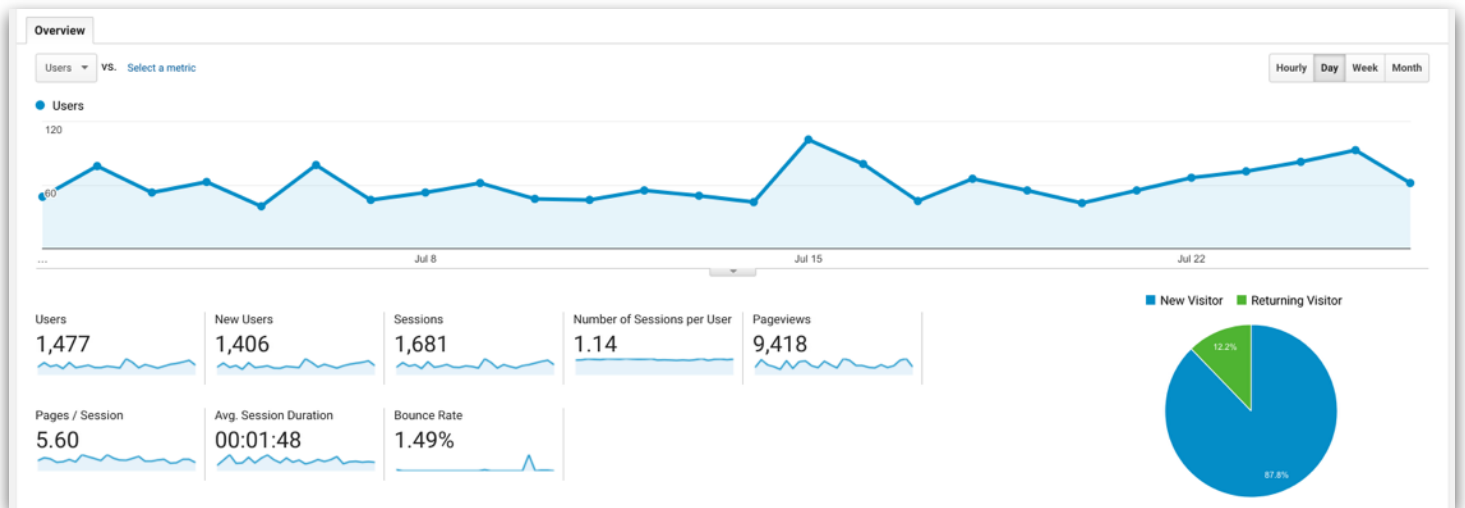 Overview
Users VS. Select a metric
Hourly Day Week Month
Users
120
60
... Jul 8 Jul 15 Jul 22
New Visitor Returning Visitor
Users New Users Sessions Number of Sessions per User Pageviews
1,477 1,406 1,681 1.14 9,418
12.2%
Pages / Session Avg. Session Duration Bounce Rate
5.60 00:01:48 1.49%
87.8%